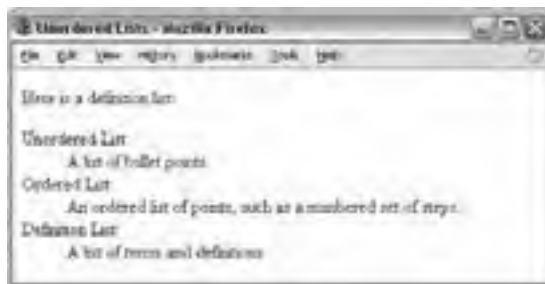 Unordered Lists - Mozilla Firefox
File Edit View History Bookmarks Tools Help
Here is a definition list:
Unordered List
A list of bullet points.
Ordered List
An ordered list of points, such as a numbered set of steps.
Definition List
A list of terms and definitions